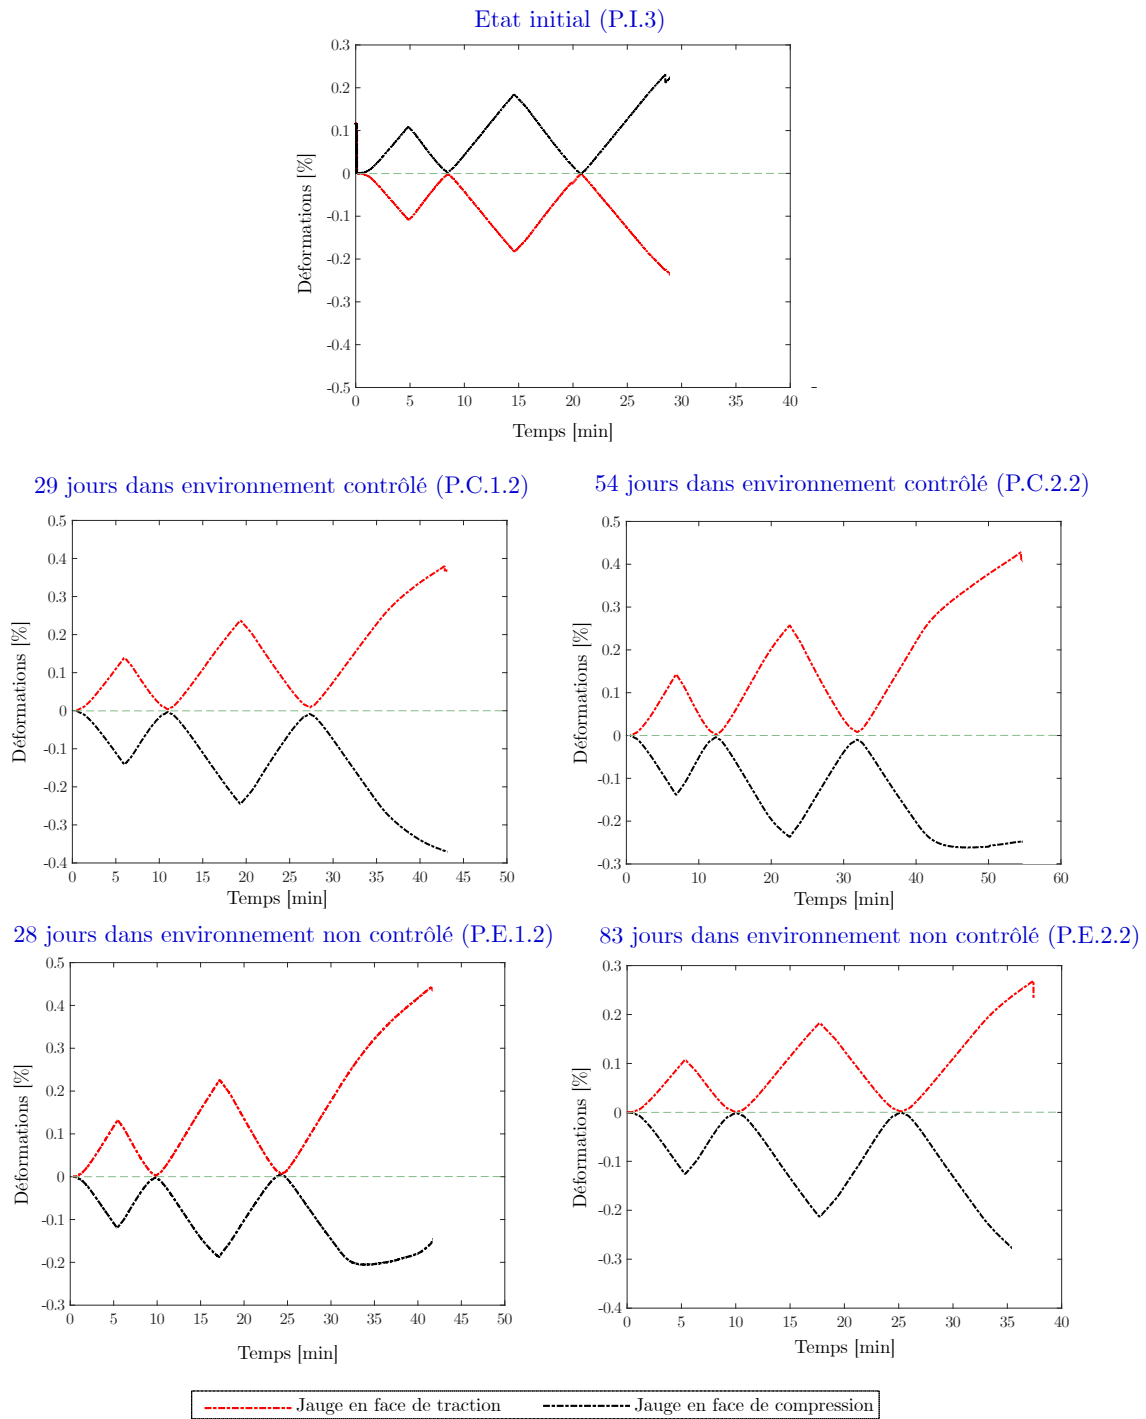 Etat initial (P.I.3)
0.3
0.2
0.1
0
-0.1
-0.2
-0.3
-0.4
-0.5
Déformations [%]
0 5 10 15 20 25 30 35 40
Temps [min]
29 jours dans environnement contrôlé (P.C.1.2)
0.5
0.4
0.3
0.2
0.1
0
-0.1
-0.2
-0.3
-0.4
Déformations [%]
0 5 10 15 20 25 30 35 40 45 50
Temps [min]
54 jours dans environnement contrôlé (P.C.2.2)
0.5
0.4
0.3
0.2
0.1
0
-0.1
-0.2
-0.3
Déformations [%]
0 10 20 30 40 50 60
Temps [min]
28 jours dans environnement non contrôlé (P.E.1.2)
0.5
0.4
0.3
0.2
0.1
0
-0.1
-0.2
-0.3
Déformations [%]
0 5 10 15 20 25 30 35 40 45 50
Temps [min]
83 jours dans environnement non contrôlé (P.E.2.2)
0.3
0.2
0.1
0
-0.1
-0.2
-0.3
-0.4
Déformations [%]
0 5 10 15 20 25 30 35 40
Temps [min]
Jauge en face de traction Jauge en face de compression